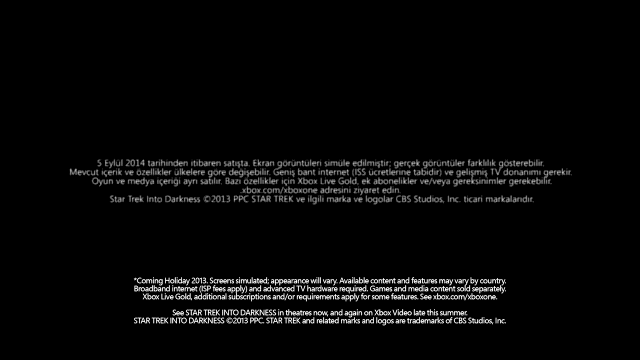 5 Eylül 2014 tarihinden itibaren satışta. Ekran görüntüleri simüle edilmiştir; gerçek görüntüler farklılık gösterebilir.
Mevcut içerik ve özellikler ülkelere göre değişebilir. Geniş bant internet (ISS ücretlerine tabidir) ve gelişmiş TV donanımı gerekir.
Oyun ve medya içeriği ayrı satılır. Bazı özellikler için Xbox Live Gold, ek abonelikler ve/veya gereksinimler gerekebilir.
.xbox.com/xboxone adresini ziyaret edin.
Star Trek Into Darkness ©2013 PPC STAR TREK ve ilgili marka ve logolar CBS Studios, Inc. ticari markalarıdır.
*Coming Holiday 2013. Screens simulated; appearance will vary. Available content and features may vary by country.
Broadband internet (ISP fees apply) and advanced TV hardware required. Games and media content sold separately.
Xbox Live Gold, additional subscriptions and/or requirements apply for some features. See xbox.com/xboxone.
See STAR TREK INTO DARKNESS in theatres now, and again on Xbox Video late this summer.
STAR TREK INTO DARKNESS ©2013 PPC. STAR TREK and related marks and logos are trademarks of CBS Studios, Inc.